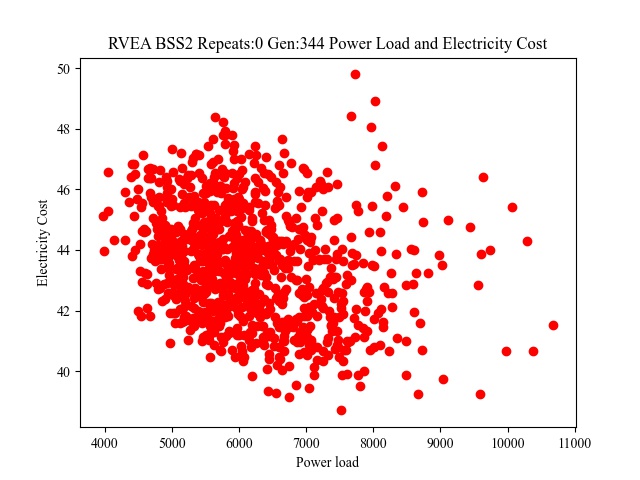 RVEA BSS2 Repeats:0 Gen:344 Power Load and Electricity Cost
Electricity Cost
50
48
46
44
42
40
4000 5000 6000 7000 8000 9000 10000 11000
Power load